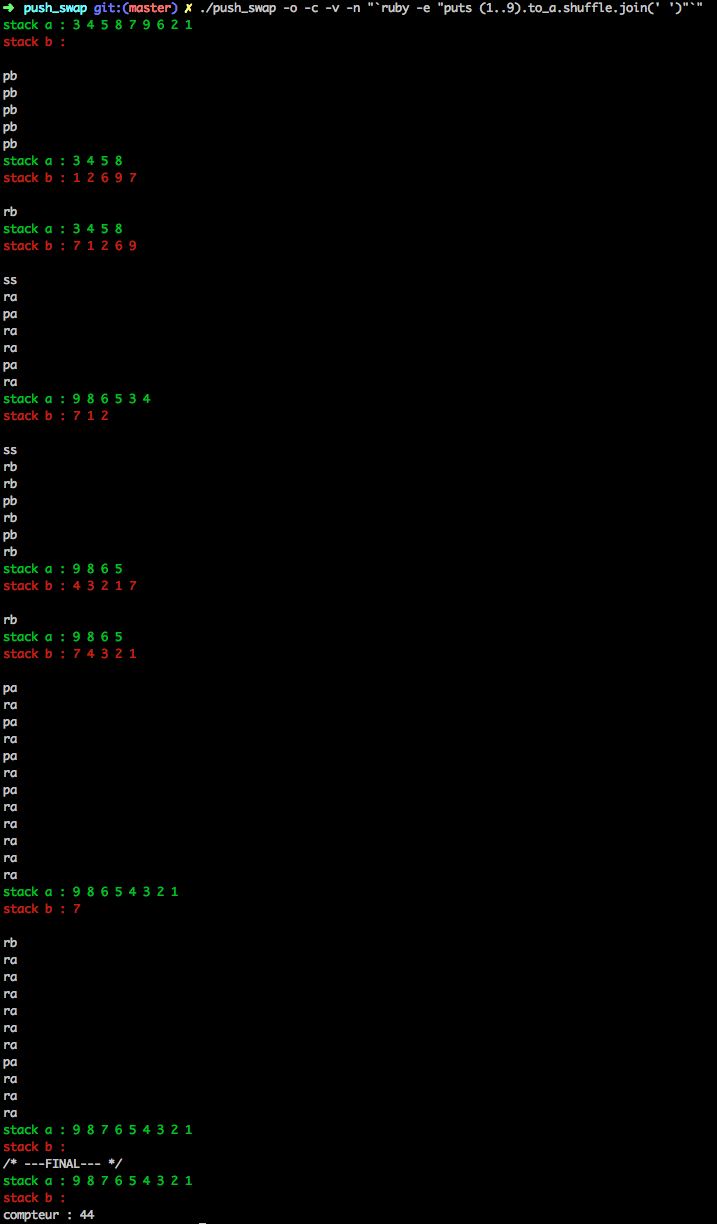 ➜ push_swap git:(master) ✗ ./push_swap -o -c -v -n "`ruby -e "puts (1..9).to_a.shuffle.join(' ')"`"
stack a : 3 4 5 8 7 9 6 2 1
stack b :
pb
pb
pb
pb
pb
stack a : 3 4 5 8
stack b : 1 2 6 9 7
rb
stack a : 3 4 5 8
stack b : 7 1 2 6 9
ss
ra
pa
ra
ra
pa
ra
stack a : 9 8 6 5 3 4
stack b : 7 1 2
ss
rb
rb
pb
rb
pb
rb
stack a : 9 8 6 5
stack b : 4 3 2 1 7
rb
stack a : 9 8 6 5
stack b : 7 4 3 2 1
pa
ra
pa
ra
pa
ra
pa
ra
ra
ra
ra
ra
stack a : 9 8 6 5 4 3 2 1
stack b : 7
rb
ra
ra
ra
ra
ra
ra
pa
ra
ra
ra
stack a : 9 8 7 6 5 4 3 2 1
stack b :
/* ---FINAL--- */
stack a : 9 8 7 6 5 4 3 2 1
stack b :
compteur : 44